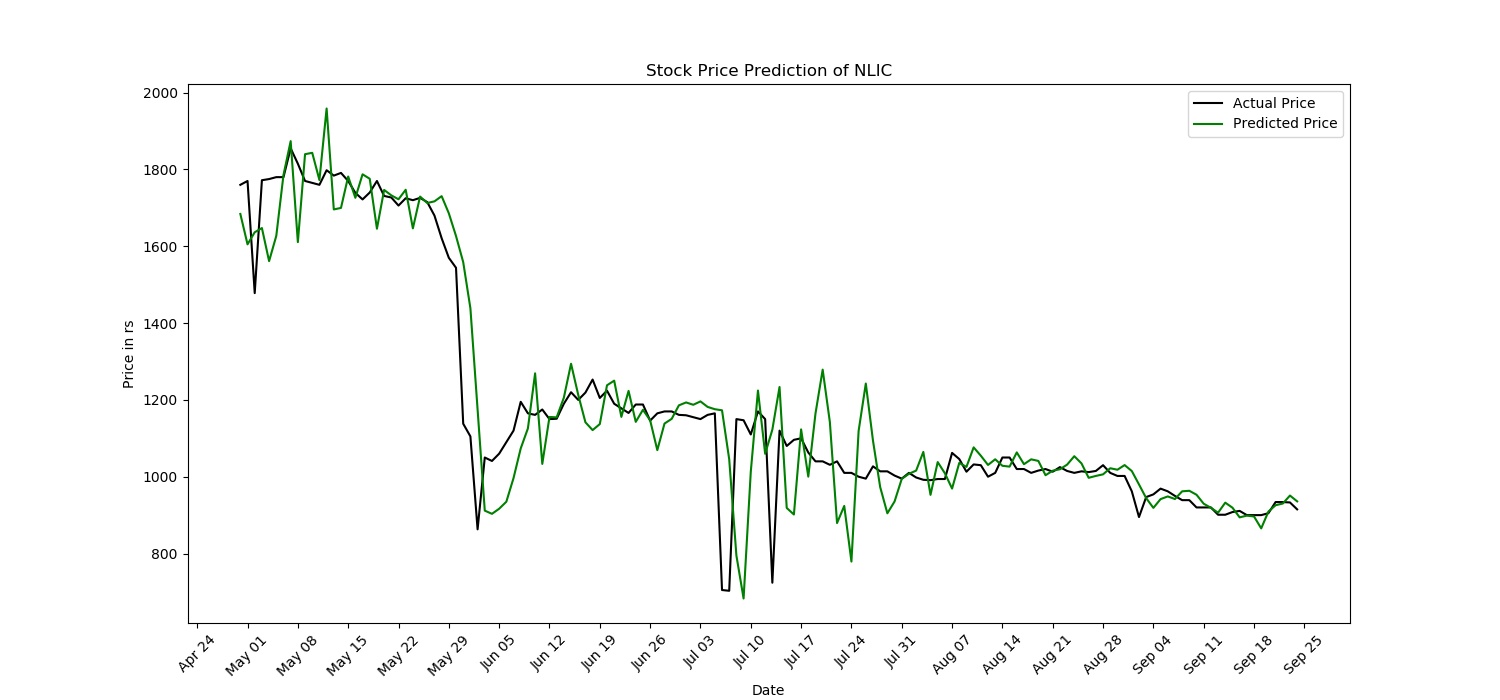 Stock Price Prediction of NLIC
Actual Price
Predicted Price
Price in rs
2000
1800
1600
1400
1200
1000
800
Apr 24
May 01
May 08
May 15
May 22
May 29
Jun 05
Jun 12
Jun 19
Jun 26
Jul 03
Jul 10
Jul 17
Jul 24
Jul 31
Aug 07
Aug 14
Aug 21
Aug 28
Sep 04
Sep 11
Sep 18
Sep 25
Date